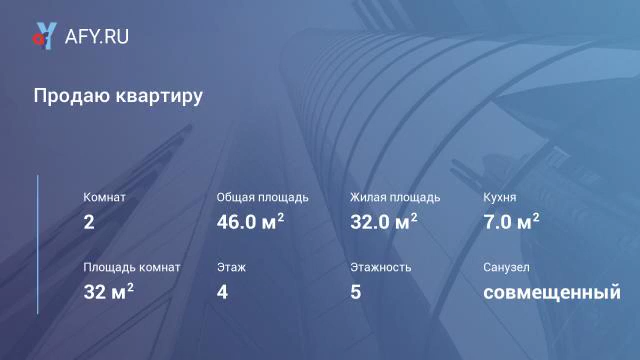 AFY.RU
Продаю квартиру
Комнат Общая площадь Жилая площадь Кухня
2 46.0 м² 32.0 м² 7.0 м²
Площадь комнат Этаж Этажность Санузел
32 м² 4 5 совмещенный